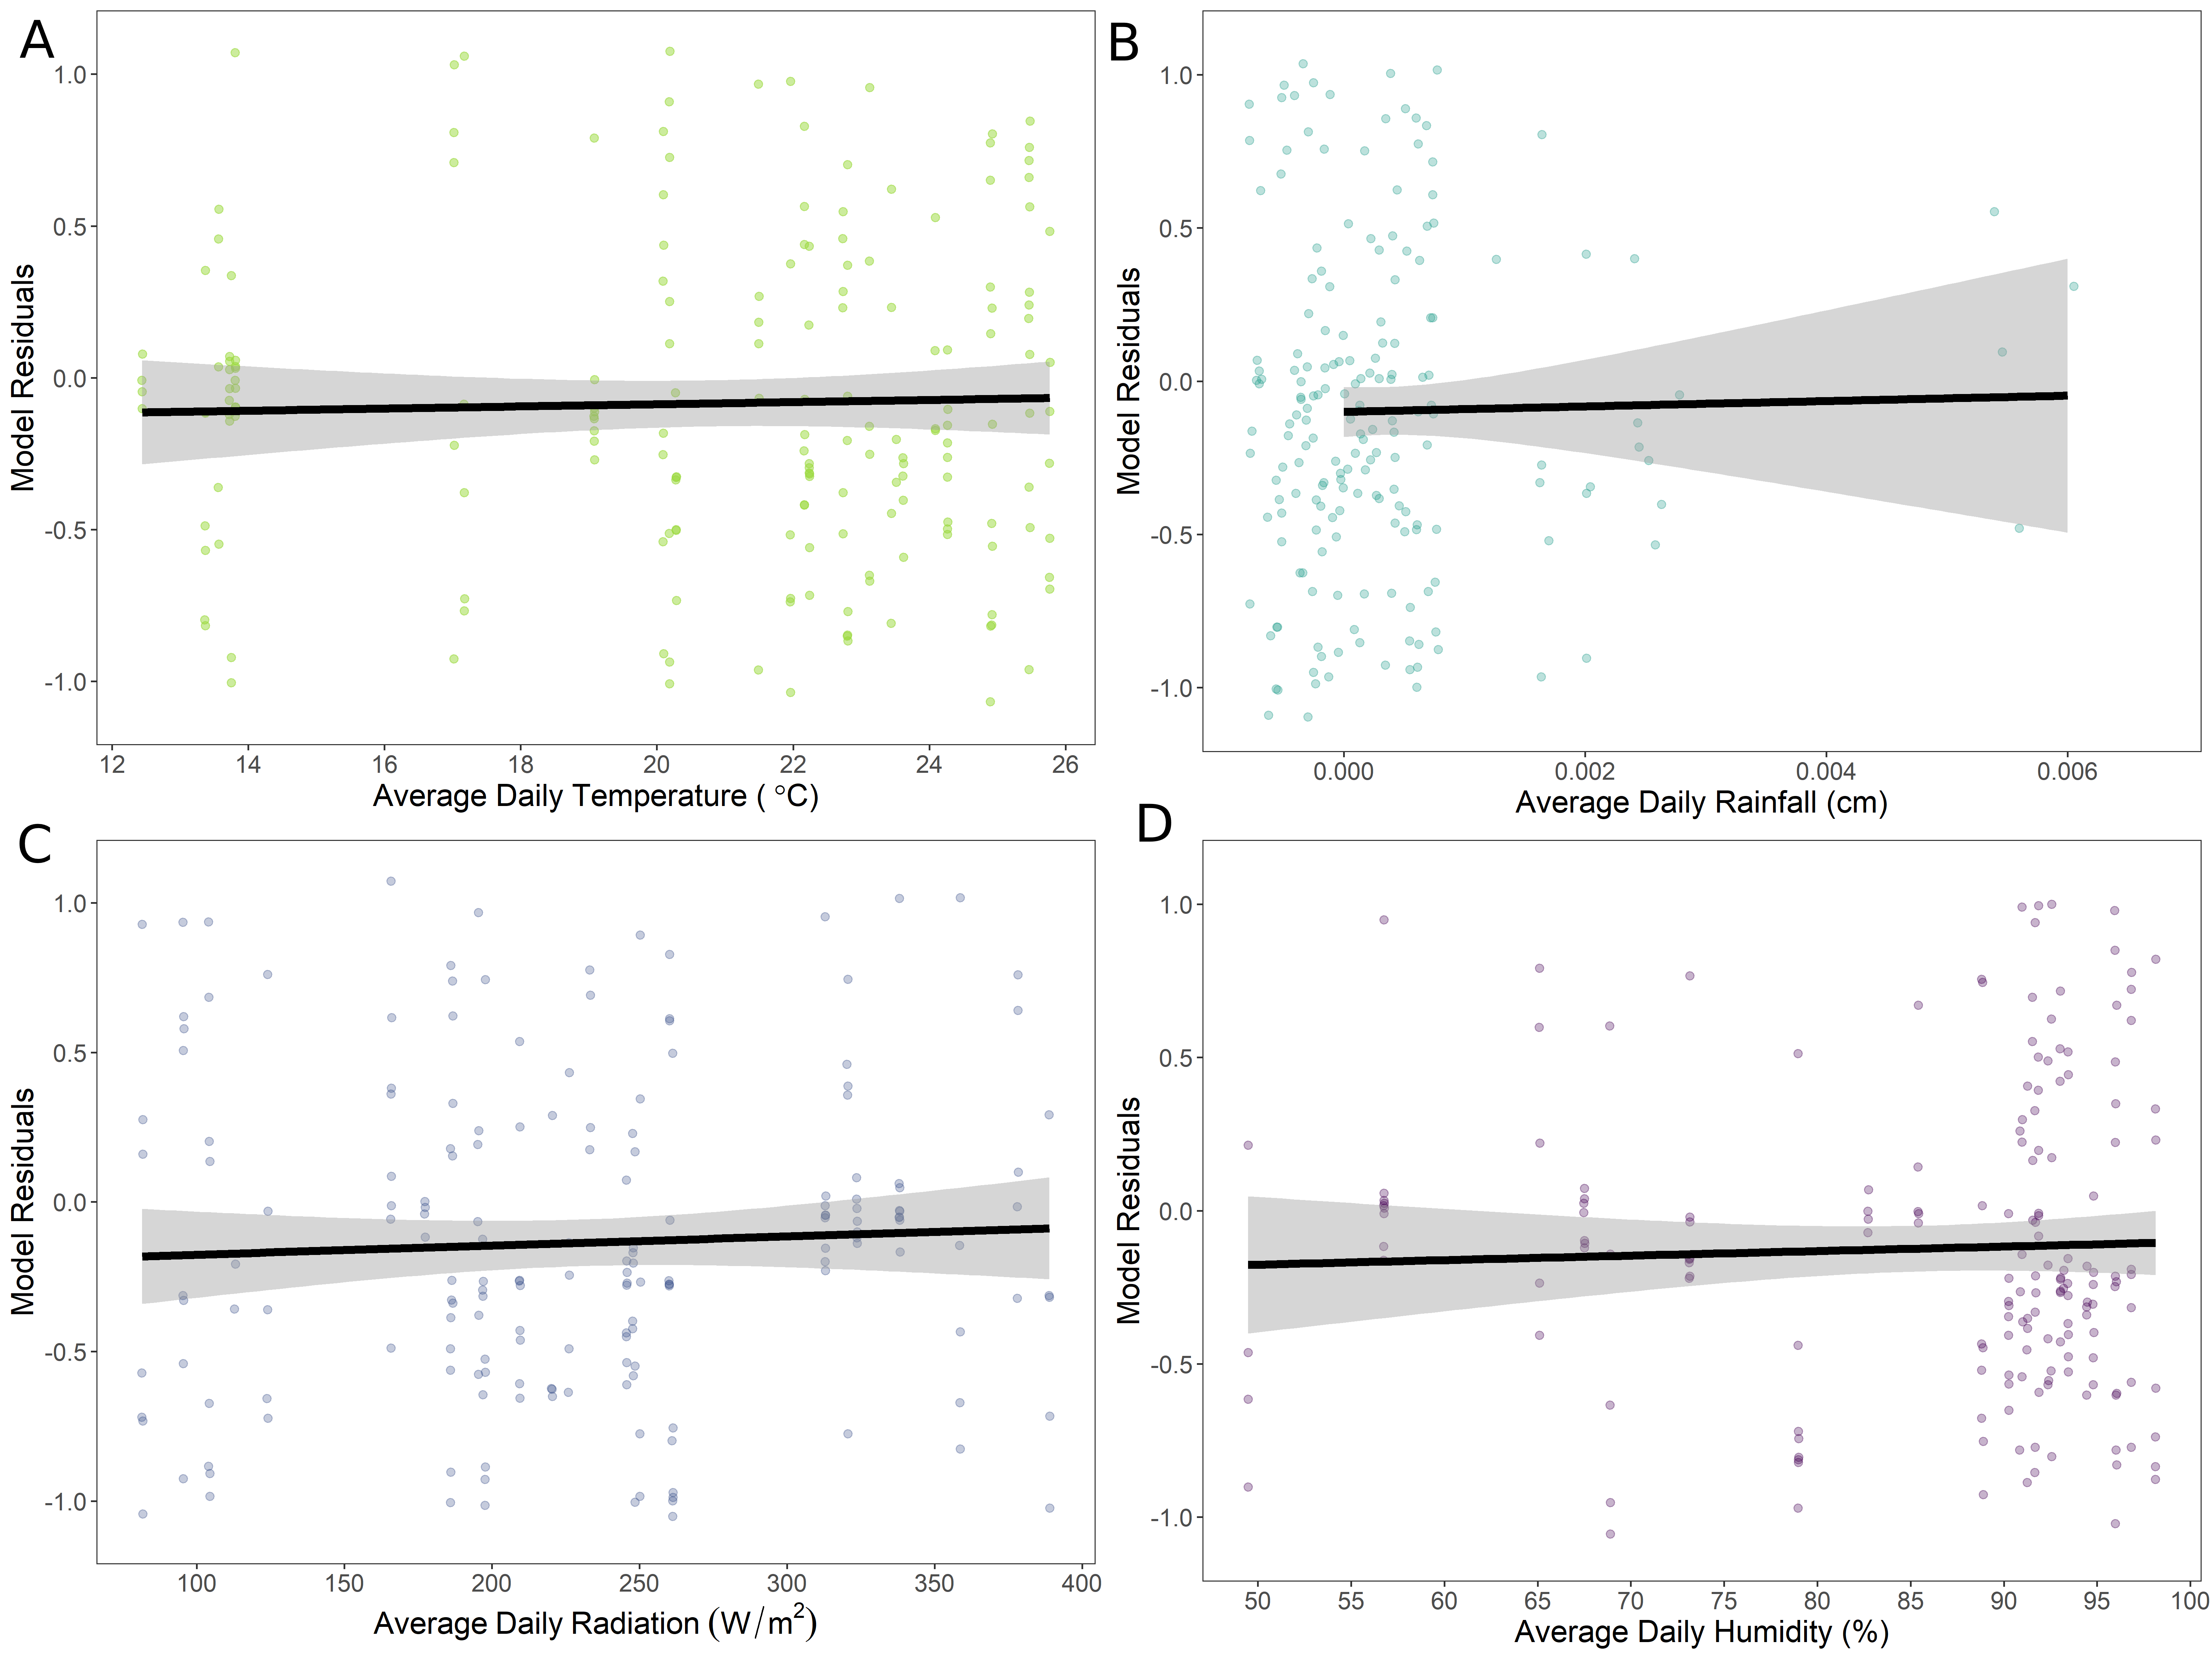 A
Model Residuals
1.0
0.5
0.0
-0.5
-1.0
12 14 16 18 20 22 24 26
Average Daily Temperature ( °C)
B
Model Residuals
1.0
0.5
0.0
-0.5
-1.0
0.000 0.002 0.004 0.006
Average Daily Rainfall (cm)
C
Model Residuals
1.0
0.5
0.0
-0.5
-1.0
100 150 200 250 300 350 400
Average Daily Radiation (W/m²)
D
Model Residuals
1.0
0.5
0.0
-0.5
-1.0
50 55 60 65 70 75 80 85 90 95 100
Average Daily Humidity (%)